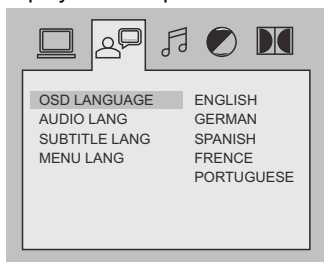 OSD LANGUAGE ENGLISH
AUDIO LANG GERMAN
SUBTITLE LANG SPANISH
MENU LANG FRENCE
PORTUGUESE